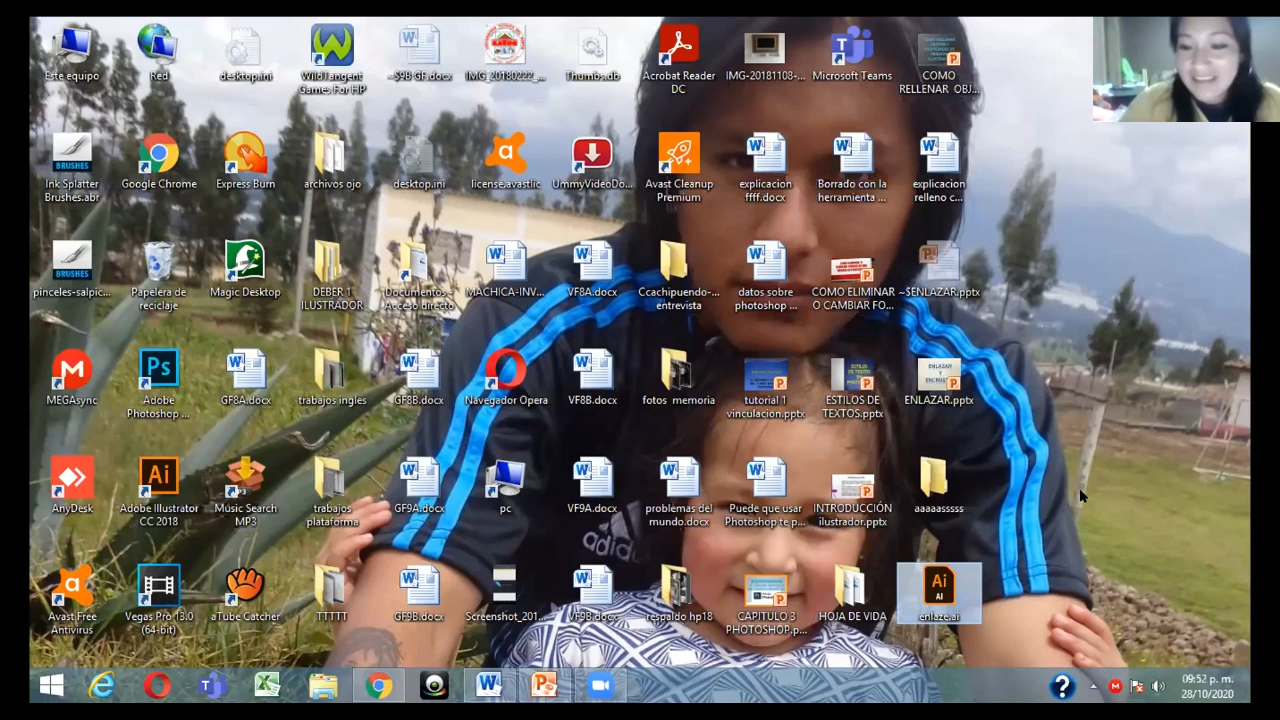 Este equipo
Red
desktop.ini
WildTangent
Games For HP
~$9B GF.docx
IMG_20180222_...
Thumbs.db
Acrobat Reader
DC
IMG-20181108-...
Microsoft Teams
COMO
RELLENAR OBJ...
BRUSHES
Ink Splatter
Brushes.abr
Google Chrome
Express Burn
archivos ojo
desktop.ini
license.avastlic
UmmyVideoDo...
Avast Cleanup
Premium
explicacion
ffff.docx
Borrado con la
herramienta ...
explicacion
relleno c...
BRUSHES
pinceles-salpic...
Papelera de
reciclaje
Magic Desktop
DEBER 1
ILUSTRADOR
Documentos -
Acceso directo
MACHICA-INV...
VF8A.docx
Ccachipuendo-...
entrevista
datos sobre
photoshop ...
COMO ELIMINAR
O CAMBIAR FO...
~$ENLAZAR.pptx
MEGAsync
Ps
Adobe
Photoshop ...
GF8A.docx
trabajos ingles
GF8B.docx
Navegador Opera
VF8B.docx
fotos memoria
tutorial 1
vinculacion.pptx
ESTILOS DE
TEXTOS.pptx
ENLAZAR.pptx
AnyDesk
Ai
Adobe Illustrator
CC 2018
Music Search
MP3
trabajos
plataforma
GF9A.docx
pc
VF9A.docx
problemas del
mundo.docx
Puede que usar
Photoshop te p...
INTRODUCCIÓN
ilustrador.pptx
aaaaasssss
adidas
Avast Free
Antivirus
Vegas Pro 13.0
(64-bit)
aTube Catcher
TTTTT
GF9B.docx
Screenshot_201...
VF9B.docx
respaldo hp18
CAPITULO 3
PHOTOSHOP.p...
HOJA DE VIDA
Ai
AI
enlaze.ai
09:52 p. m.
28/10/2020